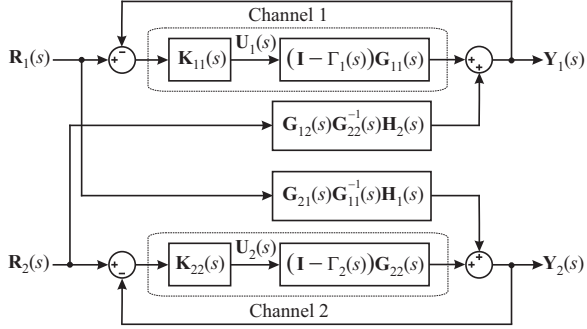 Channel 1
R₁(s)
−
+
K₁₁(s)
U₁(s)
(I − Γ₁(s))G₁₁(s)
+
+
Y₁(s)
G₁₂(s)G₂₂⁻¹(s)H₂(s)
G₂₁(s)G₁₁⁻¹(s)H₁(s)
R₂(s)
+
−
K₂₂(s)
U₂(s)
(I − Γ₂(s))G₂₂(s)
+
+
Y₂(s)
Channel 2